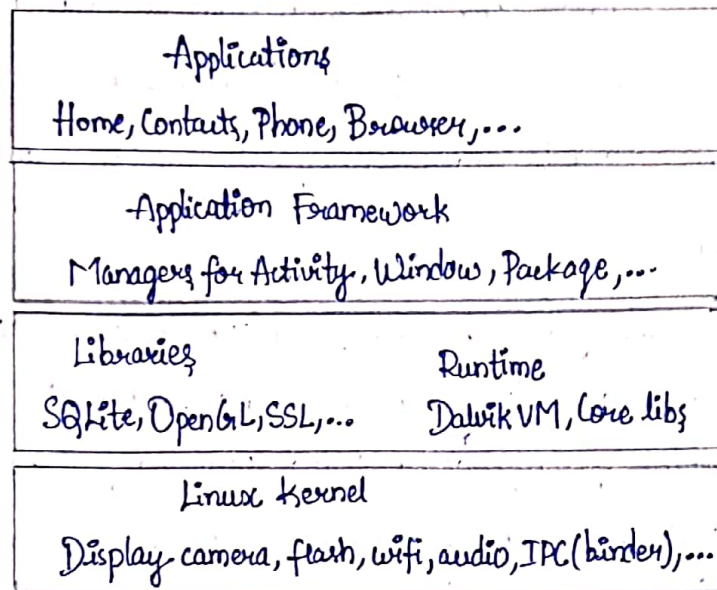 Applications
Home, Contacts, Phone, Browser,...
Application Framework
Managers for Activity, Window, Package,...
Libraries
Runtime
SQLite, OpenGL, SSL,...
Dalvik VM, Core libs
Linux Kernel
Display camera, flash, wifi, audio, IPC(binder),...